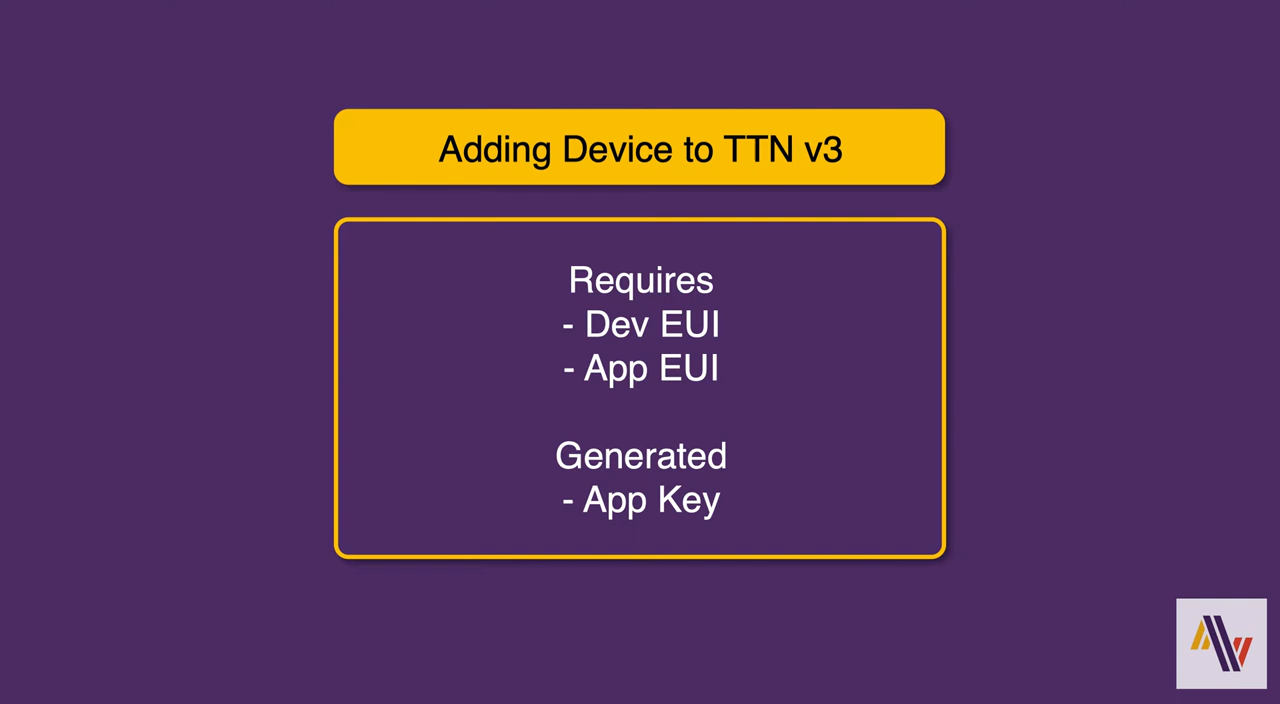 Adding Device to TTN v3
Requires
- Dev EUI
- App EUI
Generated
- App Key